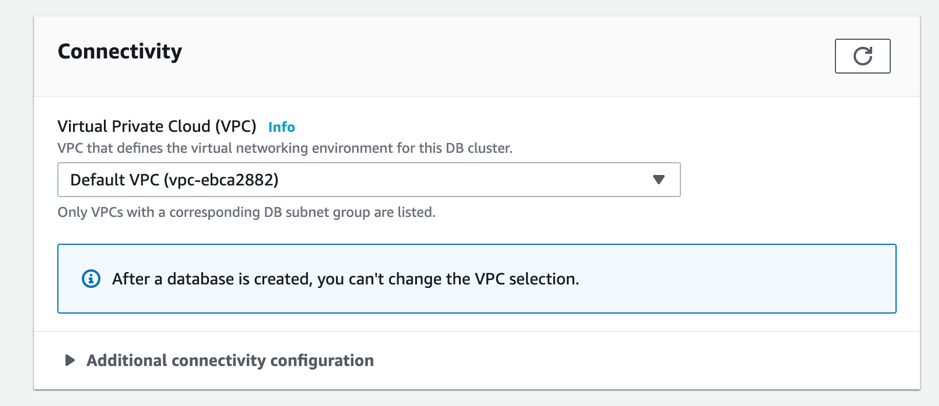 Connectivity
Virtual Private Cloud (VPC) Info
VPC that defines the virtual networking environment for this DB cluster.
Default VPC (vpc-ebca2882)
Only VPCs with a corresponding DB subnet group are listed.
After a database is created, you can't change the VPC selection.
Additional connectivity configuration